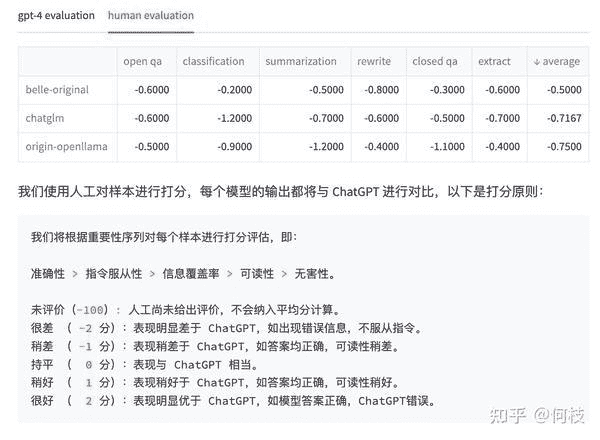 gpt-4 evaluation human evaluation
open qa classification summarization rewrite closed qa extract ↓ average
belle-original -0.6000 -0.2000 -0.5000 -0.8000 -0.3000 -0.6000 -0.5000
chatglm -0.6000 -1.2000 -0.7000 -0.6000 -0.5000 -0.7000 -0.7167
origin-openllama -0.5000 -0.9000 -1.2000 -0.4000 -1.1000 -0.4000 -0.7500
我们使用人工对样本进行打分，每个模型的输出都将与 ChatGPT 进行对比，以下是打分原则：
我们将根据重要性序列对每个样本进行打分评估，即：
准确性 > 指令服从性 > 信息覆盖率 > 可读性 > 无害性。
未评价（-100）: 人工尚未给出评价，不会纳入平均分计算。
很差 （ -2 分）：表现明显差于 ChatGPT，如出现错误信息，不服从指令。
稍差 （ -1 分）：表现稍差于 ChatGPT，如答案均正确，可读性稍差。
持平 （ 0 分）：表现与 ChatGPT 相当。
稍好 （ 1 分）：表现稍好于 ChatGPT，如答案均正确，可读性稍好。
很好 （ 2 分）：表现明显优于 ChatGPT，如模型答案正确，ChatGPT错误。
知乎 @何枝